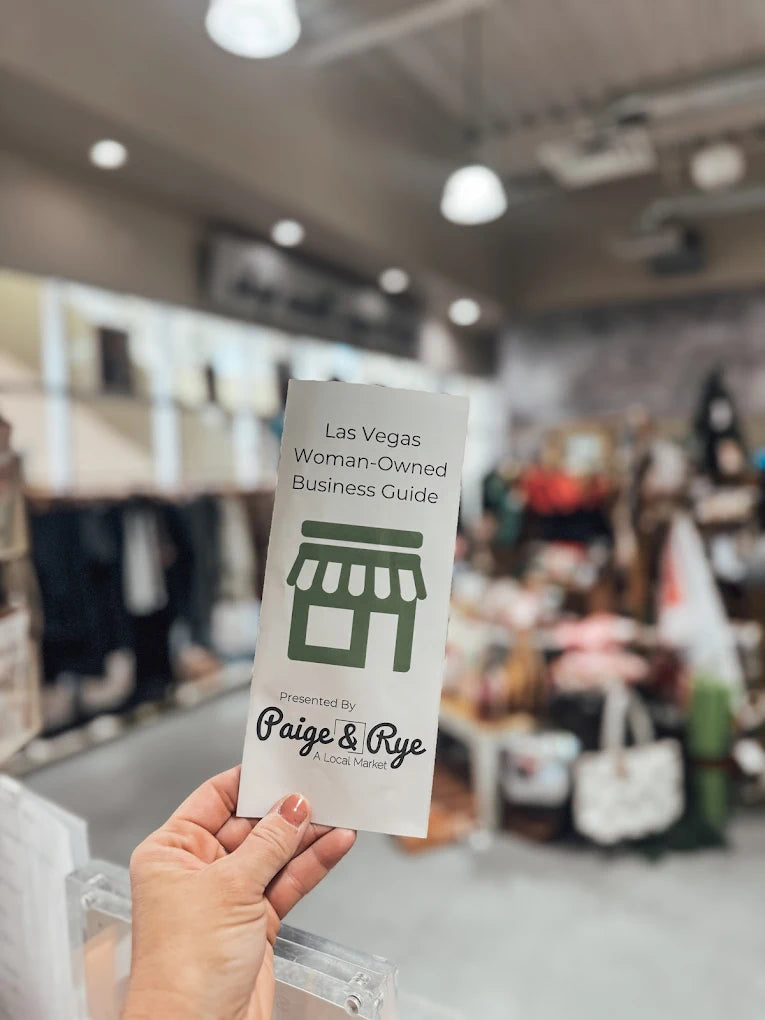 Las Vegas
Woman-Owned
Business Guide
Presented By
Paige & Rye
A Local Market